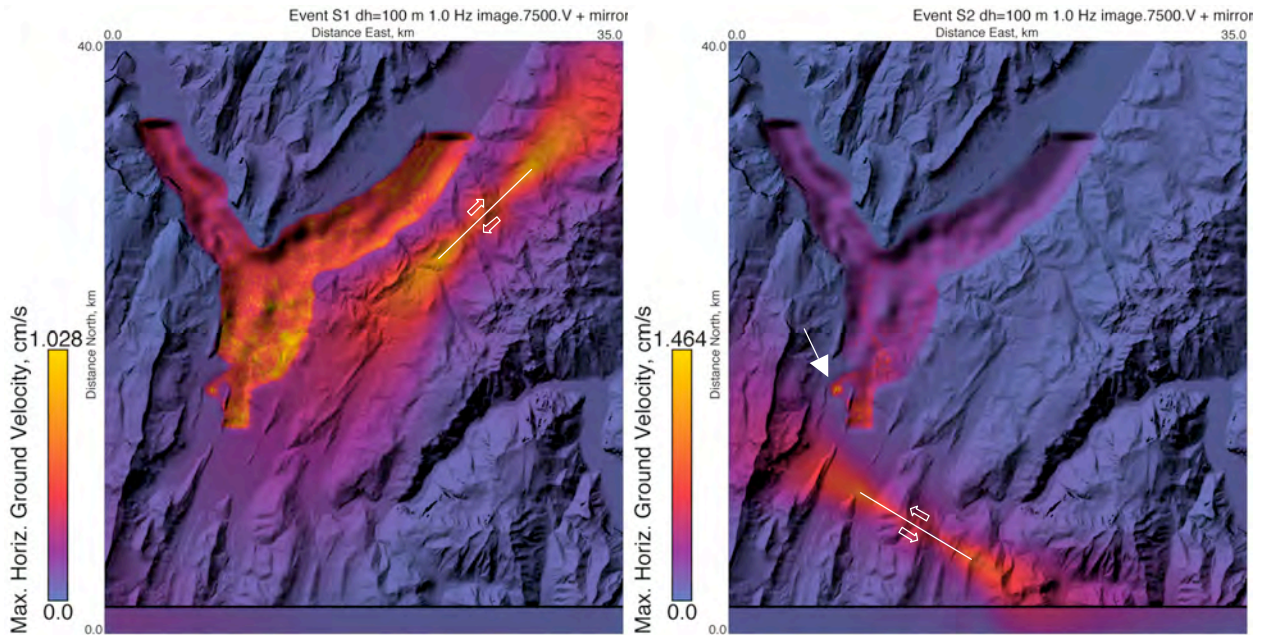 Event S1 dh=100 m 1.0 Hz image.7500.V + mirror
0.0 Distance East, km 35.0
40.0
Distance North, km
Max. Horiz. Ground Velocity, cm/s
1.028
0.0
0.0
Event S2 dh=100 m 1.0 Hz image.7500.V + mirror
0.0 Distance East, km 35.0
40.0
Distance North, km
Max. Horiz. Ground Velocity, cm/s
1.464
0.0
0.0